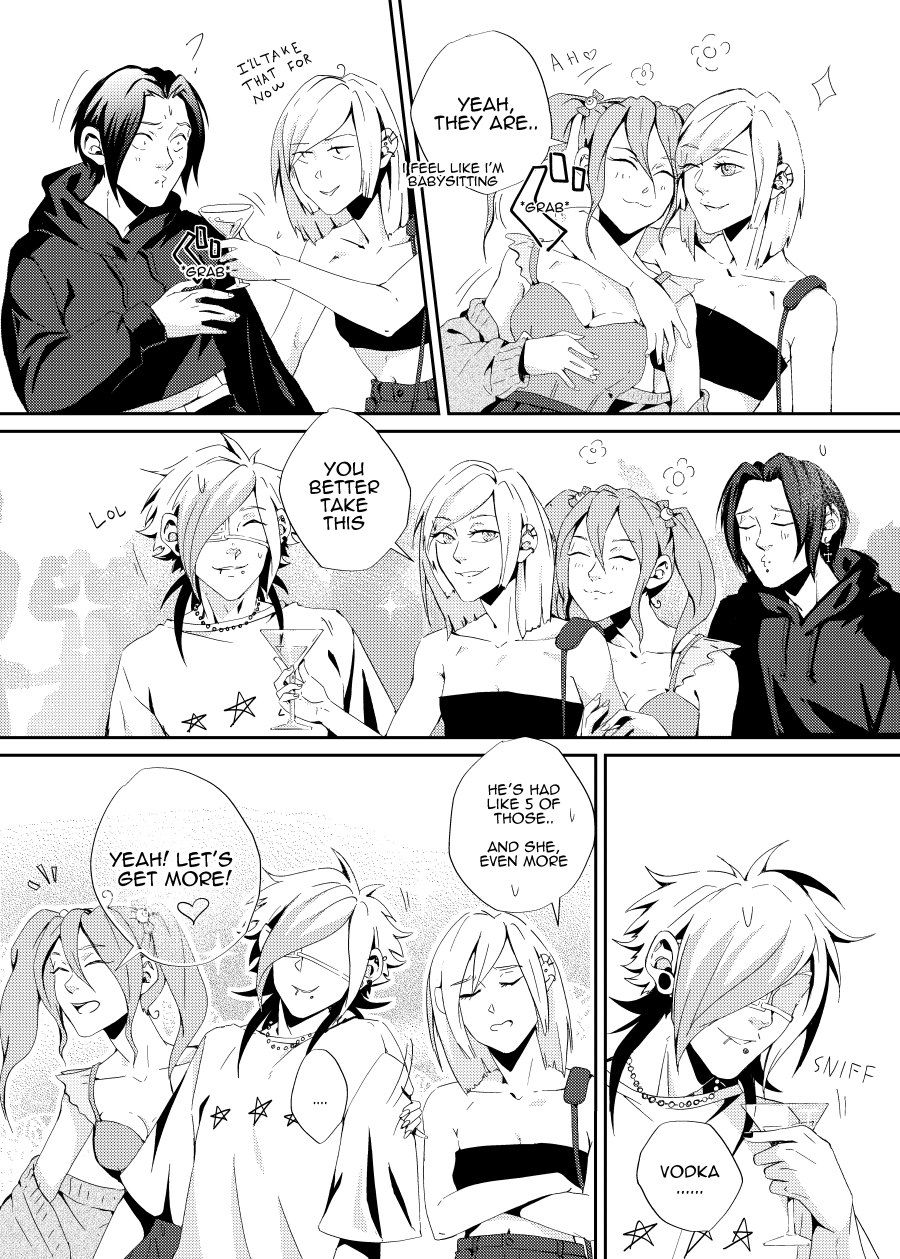 I'LL TAKE
THAT FOR
NOW
?
*GRAB*
YEAH,
THEY ARE..
I FEEL LIKE I'M
BABYSITTING
AH♡
*GRAB*
LOL
YOU
BETTER
TAKE
THIS
YEAH! LET'S
GET MORE!
HE'S HAD
LIKE 5 OF
THOSE..
AND SHE,
EVEN MORE
.....
SNIFF
VODKA
......